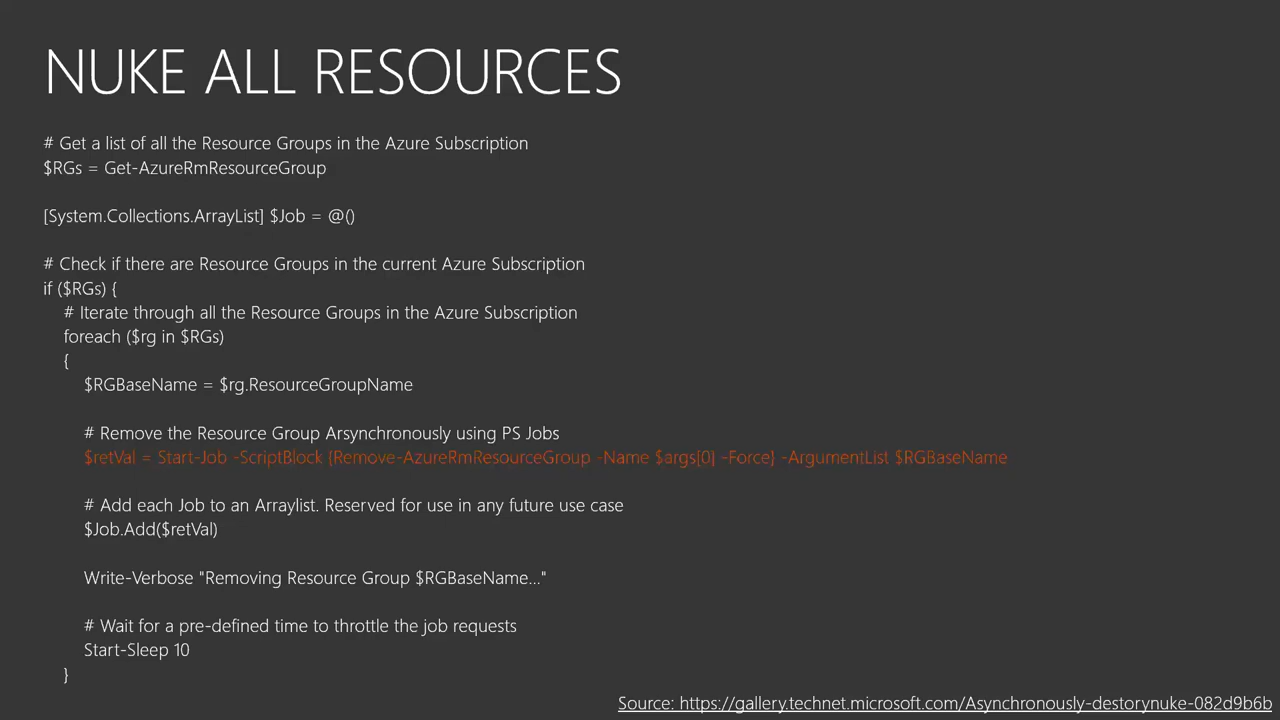 NUKE ALL RESOURCES
# Get a list of all the Resource Groups in the Azure Subscription
$RGs = Get-AzureRmResourceGroup
[System.Collections.ArrayList] $Job = @()
# Check if there are Resource Groups in the current Azure Subscription
if ($RGs) {
# Iterate through all the Resource Groups in the Azure Subscription
foreach ($rg in $RGs)
{
$RGBaseName = $rg.ResourceGroupName
# Remove the Resource Group Arsynchronously using PS Jobs
$retVal = Start-Job -ScriptBlock {Remove-AzureRmResourceGroup -Name $args[0] -Force} -ArgumentList $RGBaseName
# Add each Job to an Arraylist. Reserved for use in any future use case
$Job.Add($retVal)
Write-Verbose "Removing Resource Group $RGBaseName..."
# Wait for a pre-defined time to throttle the job requests
Start-Sleep 10
}
Source: https://gallery.technet.microsoft.com/Asynchronously-destorynuke-082d9b6b